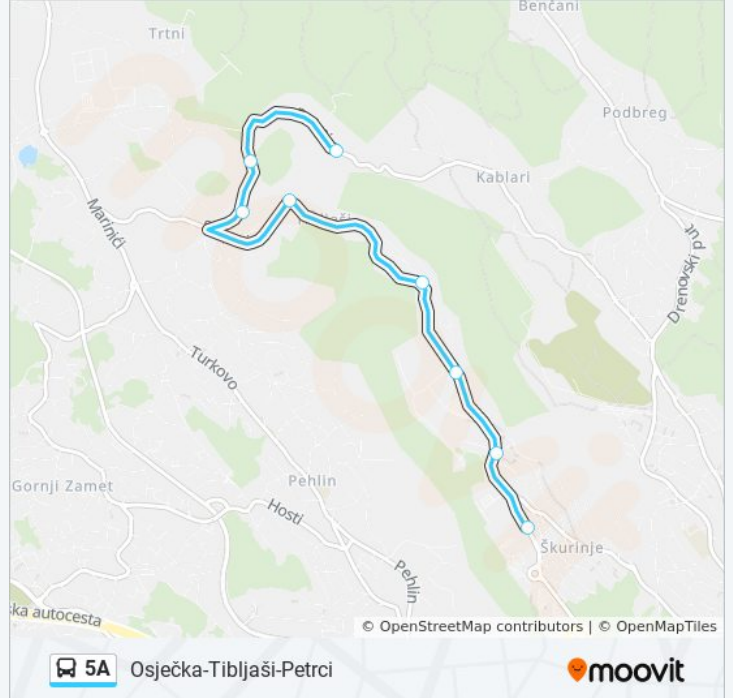 Benčani
Trtni
Podbreg
Kablari
Marinići
Drenovski put
Turkovo
Pehlin
Gornji Zamet
Hosti
Škurinje
Pehlin
ka autocesta
© OpenStreetMap contributors | © OpenMapTiles
5A Osječka-Tibljaši-Petrci
moovit